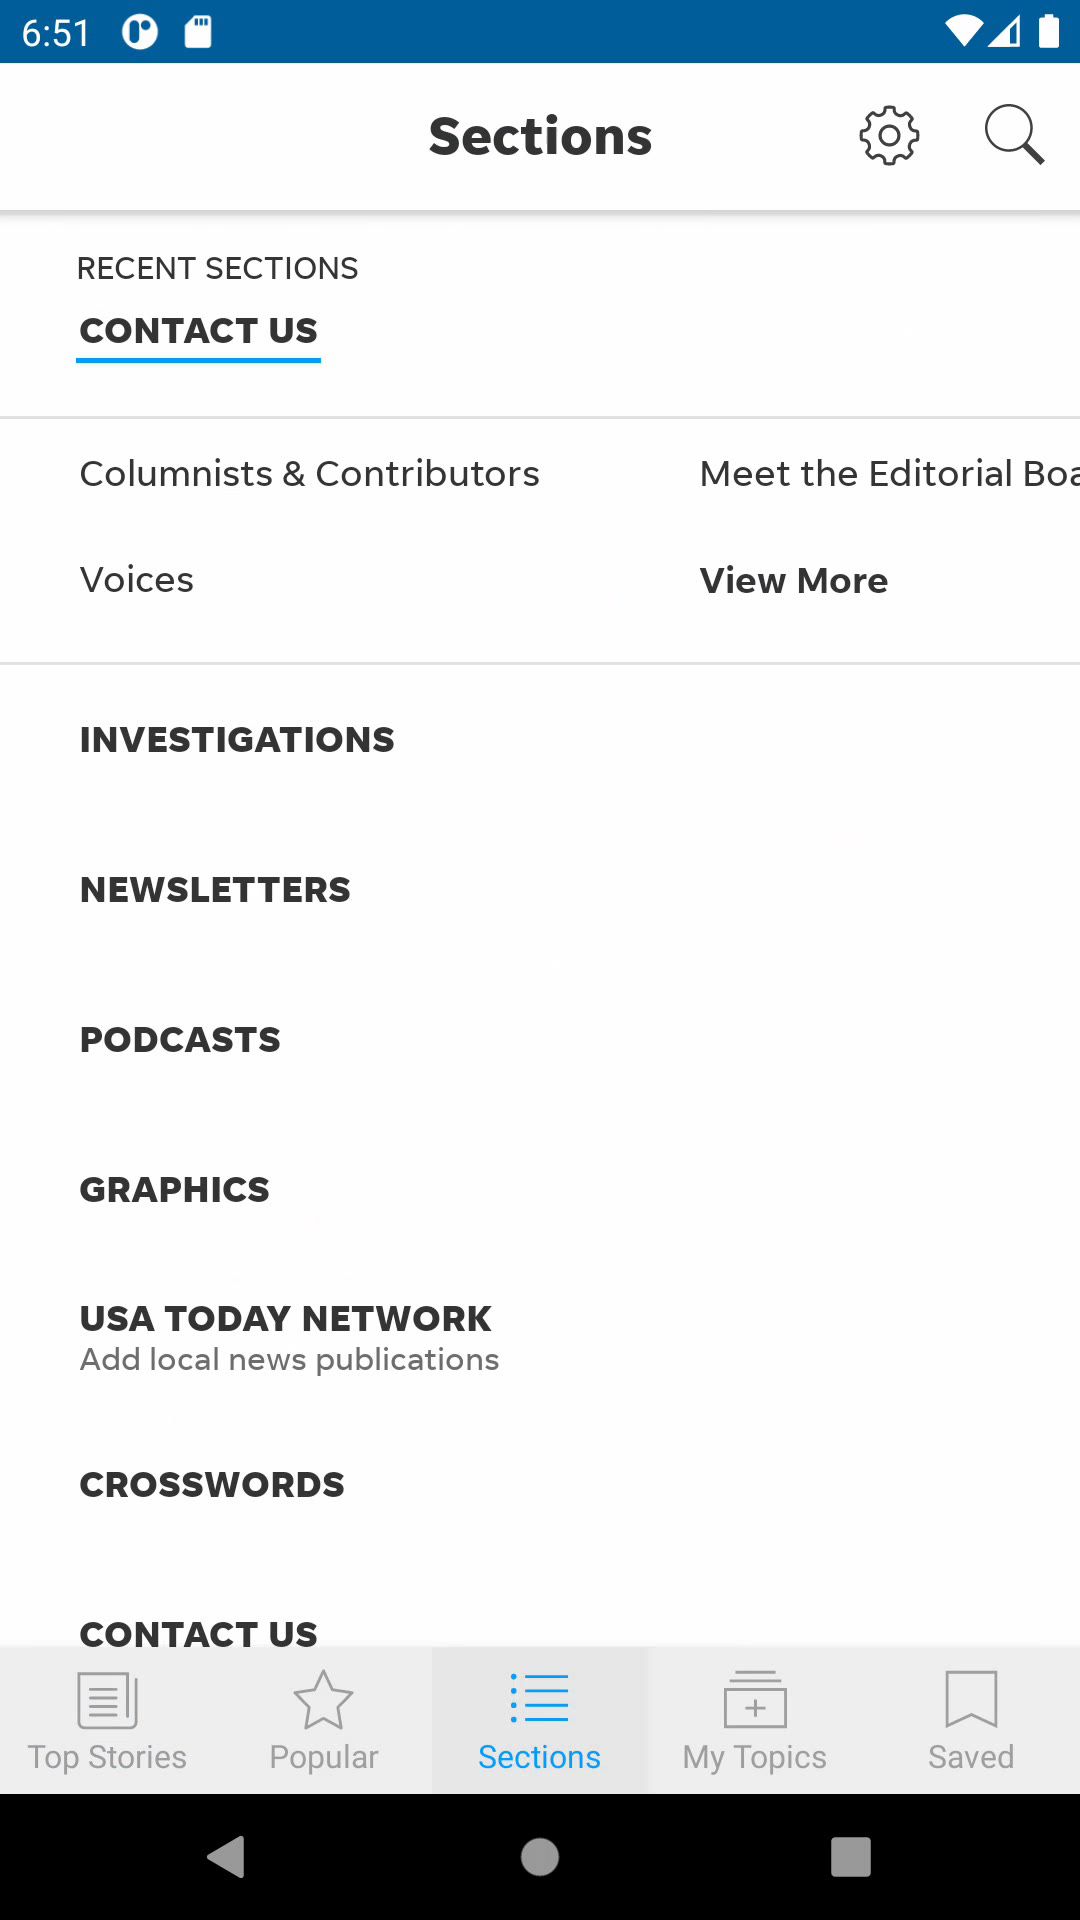 6:51
Sections
RECENT SECTIONS
CONTACT US
Columnists & Contributors
Meet the Editorial Boa
Voices
View More
INVESTIGATIONS
NEWSLETTERS
PODCASTS
GRAPHICS
USA TODAY NETWORK
Add local news publications
CROSSWORDS
CONTACT US
Top Stories
Popular
Sections
My Topics
Saved